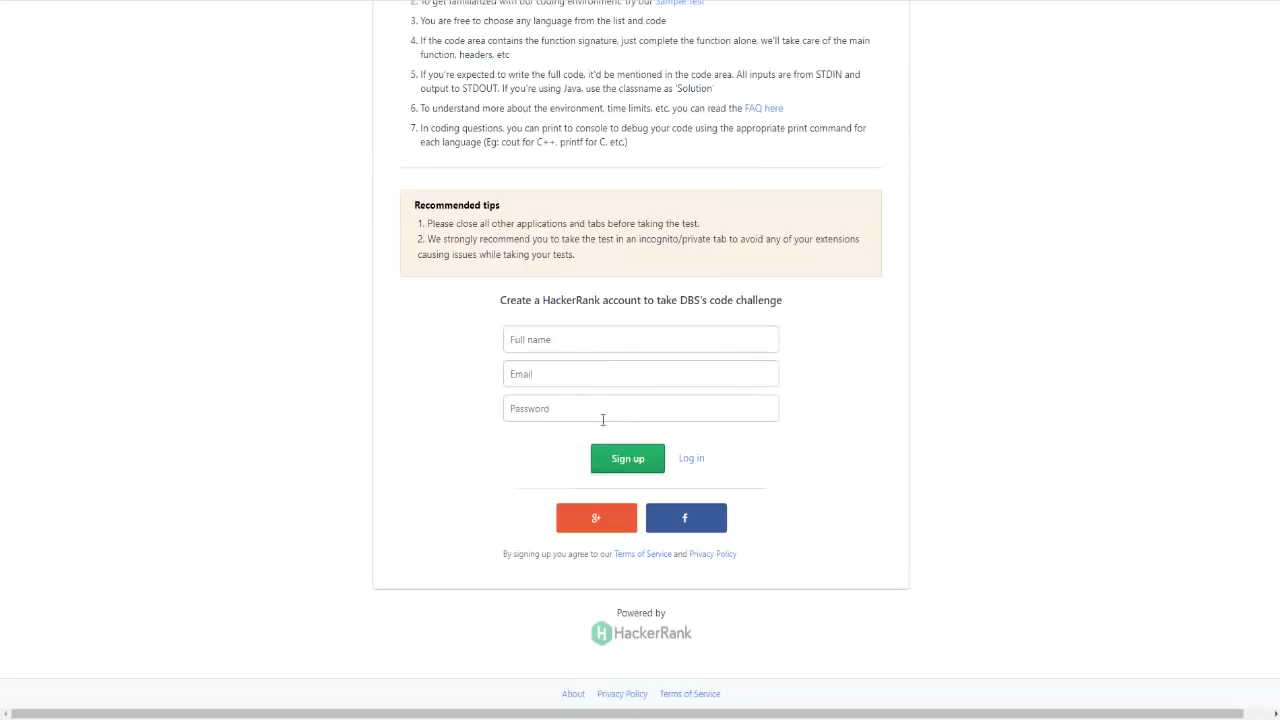 2. To get familiarized with our coding environment, try our Sample Test
3. You are free to choose any language from the list and code
4. If the code area contains the function signature, just complete the function alone, we'll take care of the main
function, headers, etc
5. If you're expected to write the full code, it'd be mentioned in the code area. All inputs are from STDIN and
output to STDOUT. If you're using Java, use the classname as 'Solution'
6. To understand more about the environment, time limits, etc. you can read the FAQ here
7. In coding questions, you can print to console to debug your code using the appropriate print command for
each language (Eg: cout for C++. printf for C. etc.)
Recommended tips
1. Please close all other applications and tabs before taking the test.
2. We strongly recommend you to take the test in an incognito/private tab to avoid any of your extensions
causing issues while taking your tests.
Create a HackerRank account to take DBS's code challenge
Full name
Email
Password
Sign up Log in
g+ f
By signing up you agree to our Terms of Service and Privacy Policy
Powered by
H HackerRank
About Privacy Policy Terms of Service